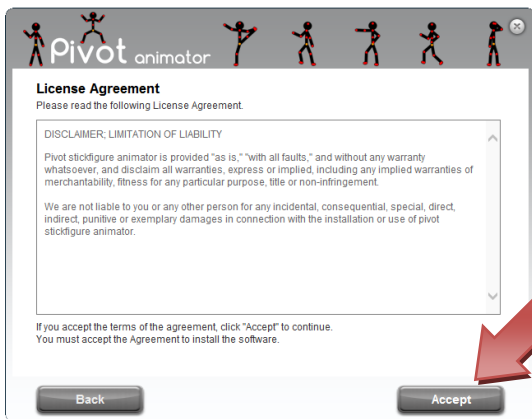 Pivot animator
License Agreement
Please read the following License Agreement.
DISCLAIMER; LIMITATION OF LIABILITY
Pivot stickfigure animator is provided "as is," "with all faults," and without any warranty
whatsoever, and disclaim all warranties, express or implied, including any implied warranties of
merchantability, fitness for any particular purpose, title or non-infringement.
We are not liable to you or any other person for any incidental, consequential, special, direct,
indirect, punitive or exemplary damages in connection with the installation or use of pivot
stickfigure animator.
If you accept the terms of the agreement, click "Accept" to continue.
You must accept the Agreement to install the software.
Back
Accept